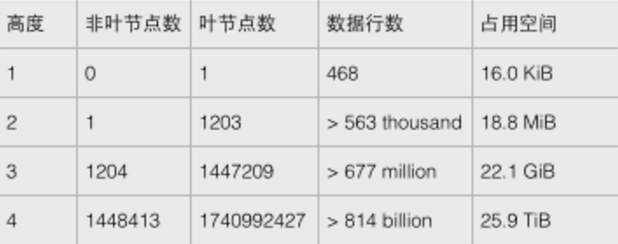 高度 非叶节点数 叶节点数 数据行数 占用空间
1 0 1 468 16.0 KiB
2 1 1203 > 563 thousand 18.8 MiB
3 1204 1447209 > 677 million 22.1 GiB
4 1448413 1740992427 > 814 billion 25.9 TiB